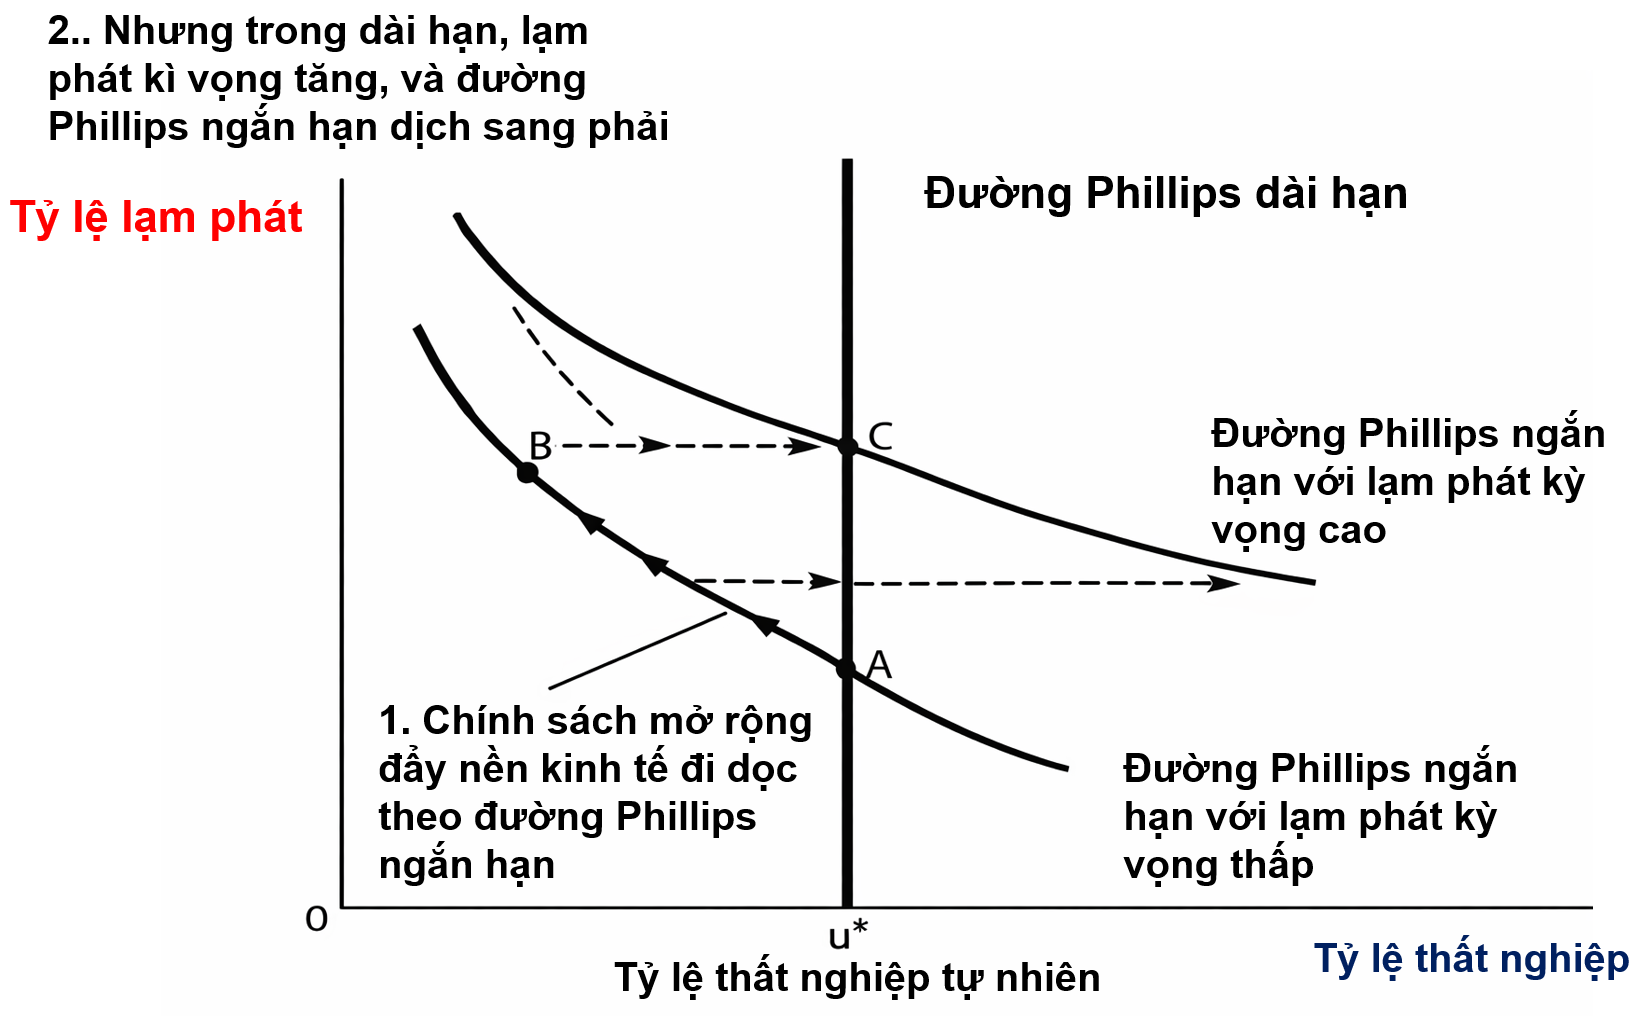 2.. Nhưng trong dài hạn, lạm
phát kì vọng tăng, và đường
Phillips ngắn hạn dịch sang phải
Tỷ lệ lạm phát
Đường Phillips dài hạn
B
C
Đường Phillips ngắn
hạn với lạm phát kỳ
vọng cao
A
1. Chính sách mở rộng
đẩy nền kinh tế đi dọc
theo đường Phillips
ngắn hạn
Đường Phillips ngắn
hạn với lạm phát kỳ
vọng thấp
0
u*
Tỷ lệ thất nghiệp tự nhiên
Tỷ lệ thất nghiệp